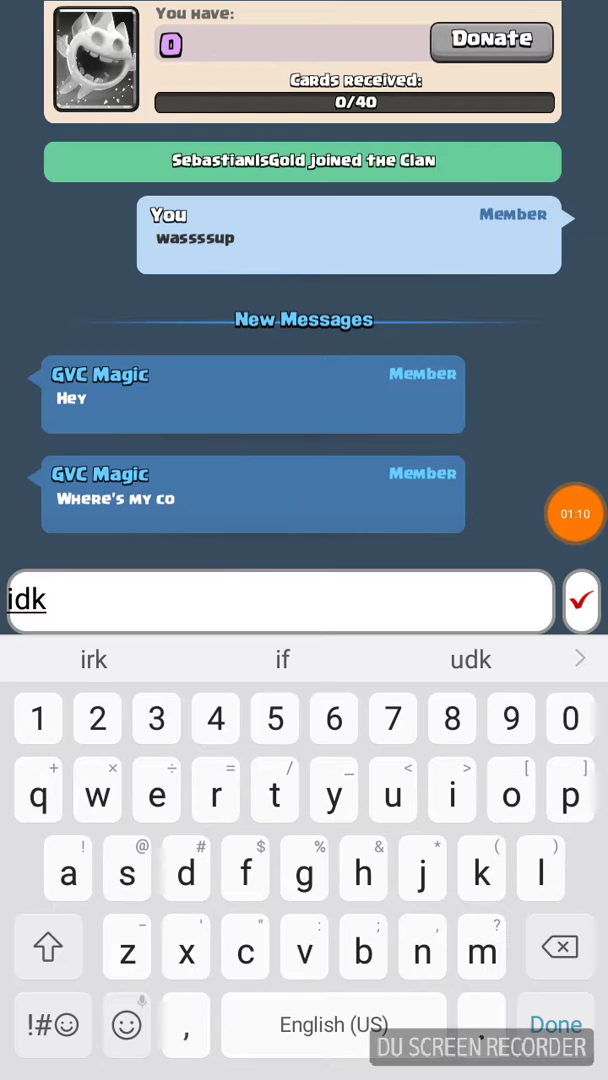 You have:
0
Donate
Cards received:
0/40
SebastianIsGold joined the Clan
You
Member
wassssup
New Messages
GVC Magic
Member
Hey
GVC Magic
Member
Where's my co
01:10
idk
irk if udk
1 2 3 4 5 6 7 8 9 0
+ × ÷ = / _ < > [ ]
q w e r t y u i o p
! @ # $ % & * ( )
a s d f g h j k l
- ' " : ; , ?
z x c v b n m
!#☺ , English (US) . Done
DU SCREEN RECORDER